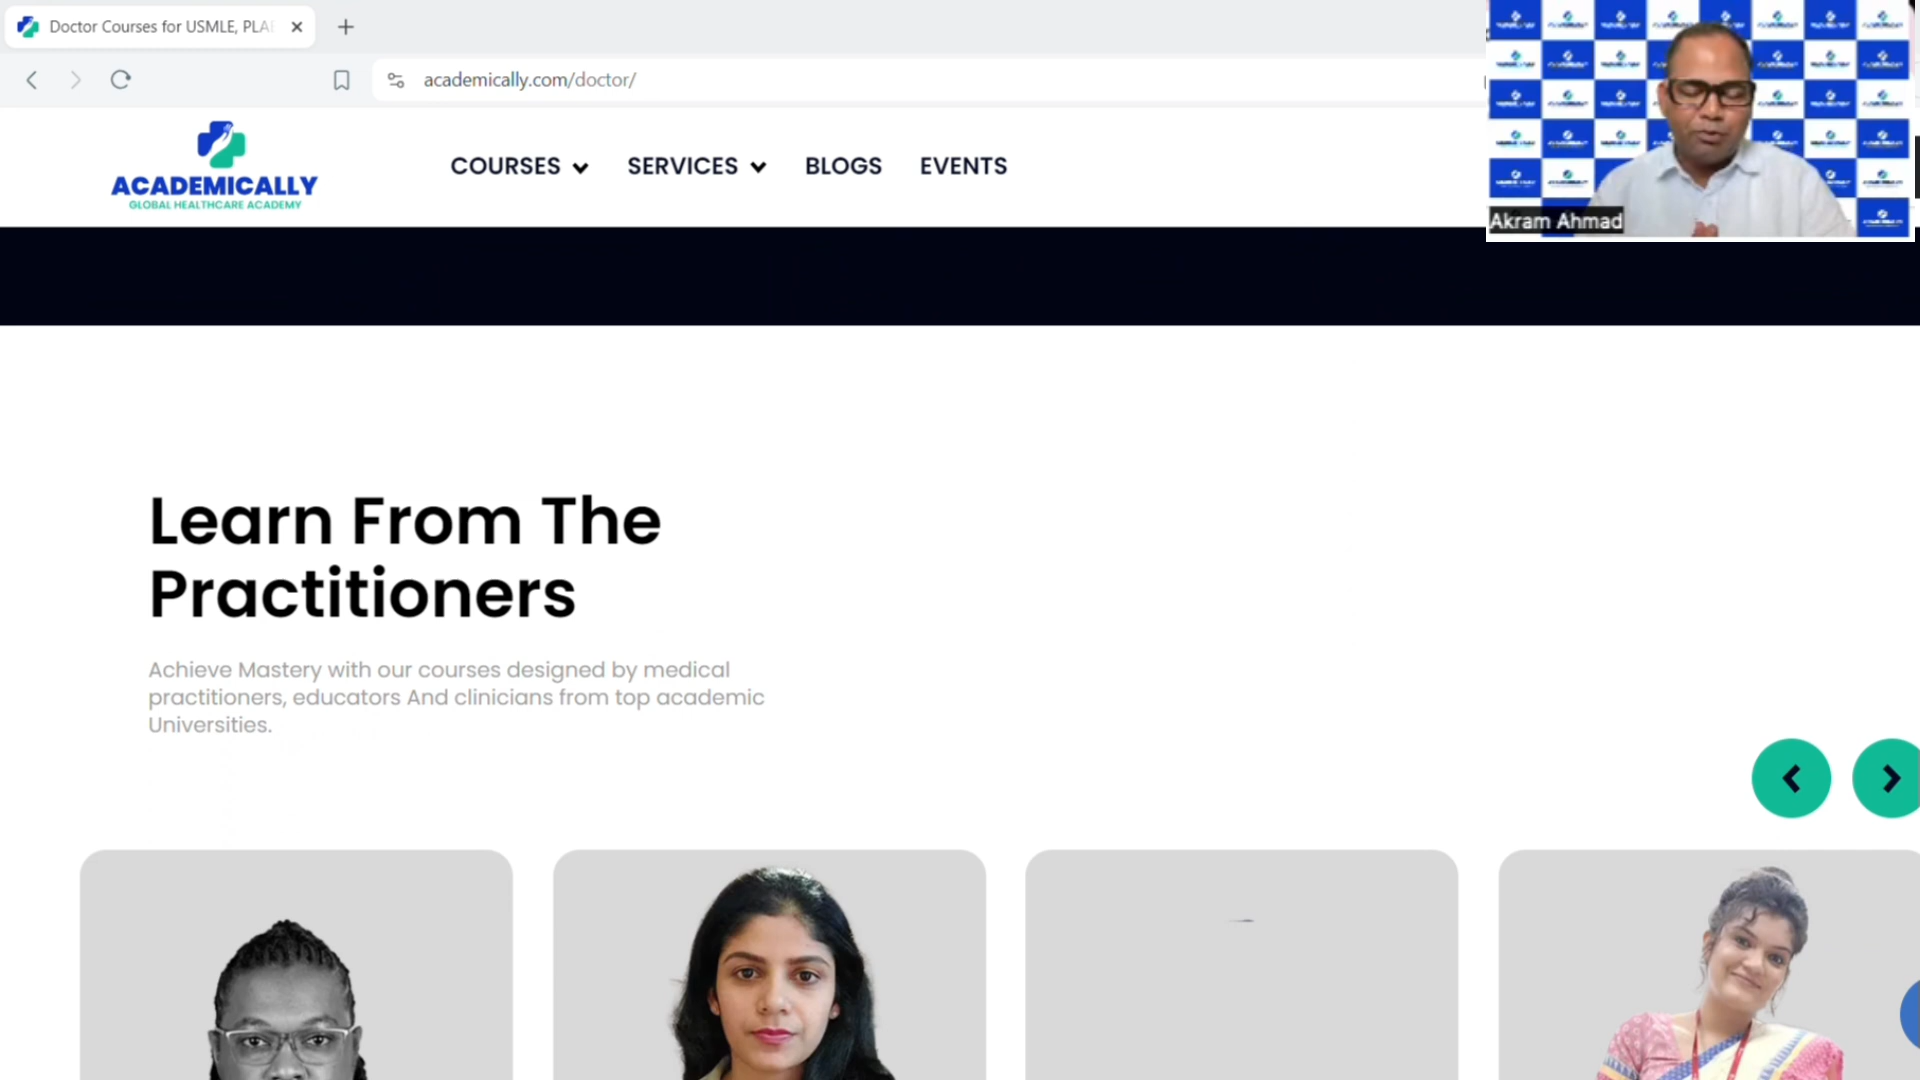 Doctor Courses for USMLE, PLA
academically.com/doctor/
ACADEMICALLY
GLOBAL HEALTHCARE ACADEMY
COURSES
SERVICES
BLOGS
EVENTS
Akram Ahmad
Learn From The
Practitioners
Achieve Mastery with our courses designed by medical
practitioners, educators And clinicians from top academic
Universities.